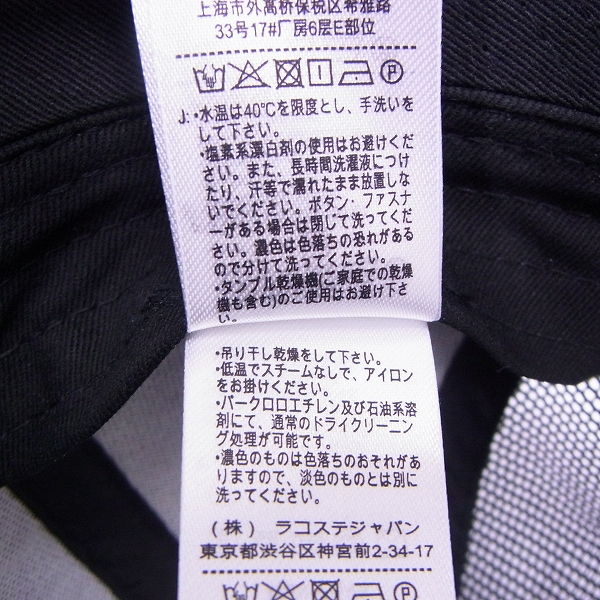 上海市外高桥保税区希雅路
33号17#厂房6层E部位
P
J:・水温は40℃を限度とし、手洗いを
して下さい。
・塩素系漂白剤の使用はお避けくだ
さい。また、長時間洗濯液につけ
たり、汗等で濡れたまま放置しな
いでください。ボタン・ファスナ
ーがある場合は閉じて洗ってくだ
さい。濃色は色落ちの恐れがある
ので分けて洗ってください。
・タンブル乾燥機(ご家庭での乾燥
機も含む)のご使用はお避け下さ
い。
・吊り干し乾燥をして下さい。
・低温でスチームなしで、アイロン
をお掛けください。
・パークロロエチレン及び石油系溶
剤にて、通常のドライクリーニン
グ処理が可能です。
・濃色のものは色落ちのおそれがあ
りますので、淡色のものとは別に
洗ってください。
(株) ラコステジャパン
東京都渋谷区神宮前2-34-17